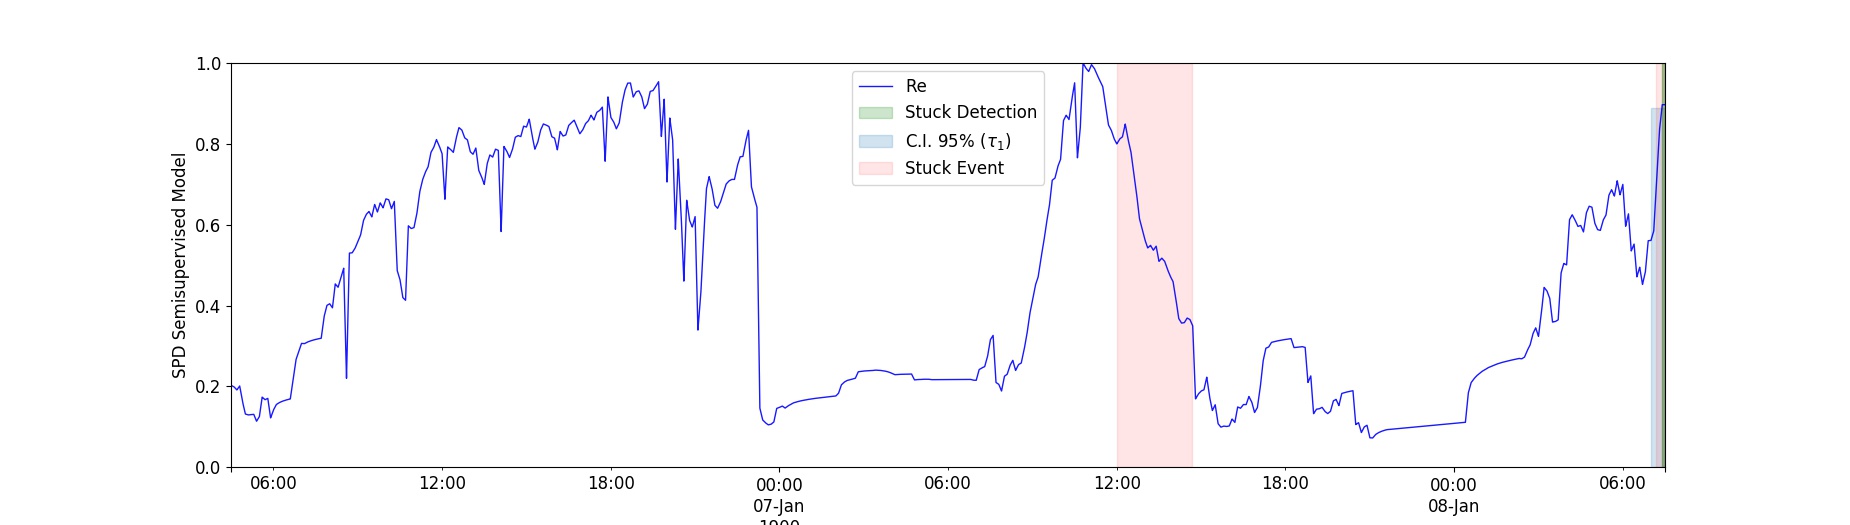 SPD Semisupervised Model
1.0
0.8
0.6
0.4
0.2
0.0
Re
Stuck Detection
C.I. 95% (τ₁)
Stuck Event
06:00 12:00 18:00 00:00 06:00 12:00 18:00 00:00 06:00
07-Jan 08-Jan
1900